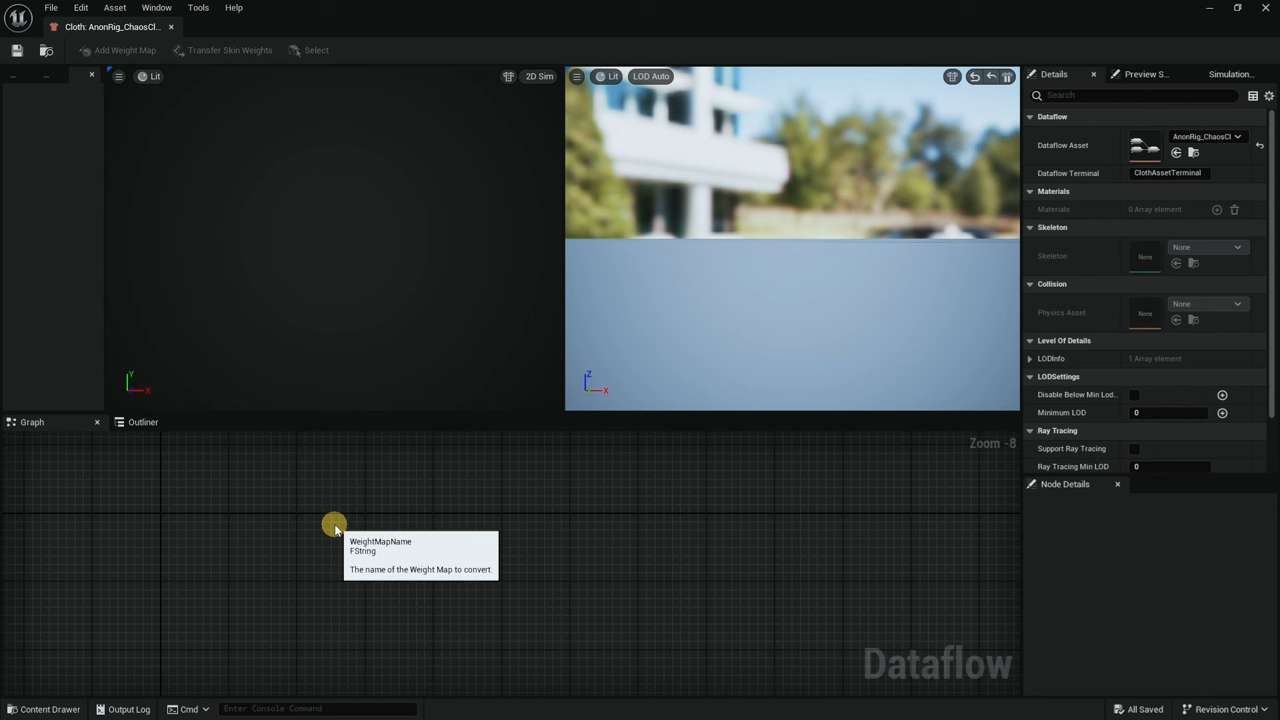 File Edit Asset Window Tools Help
Cloth: AnonRig_ChaosCl...
Add Weight Map Transfer Skin Weights Select
... ...
Lit 2D Sim
Lit LOD Auto
Details Preview S... Simulation...
Search
Dataflow
Dataflow Asset AnonRig_ChaosCl
Dataflow Terminal ClothAssetTerminal
Materials
Materials 0 Array element
Skeleton
Skeleton None None
Collision
Physics Asset None None
Level Of Details
LODInfo 1 Array element
LODSettings
Disable Below Min Lod...
Minimum LOD 0
Ray Tracing
Support Ray Tracing
Ray Tracing Min LOD 0
Node Details
Y X
Z X
Graph Outliner
Zoom -8
WeightMapName
FString
The name of the Weight Map to convert.
Dataflow
Content Drawer Output Log Cmd Enter Console Command All Saved Revision Control